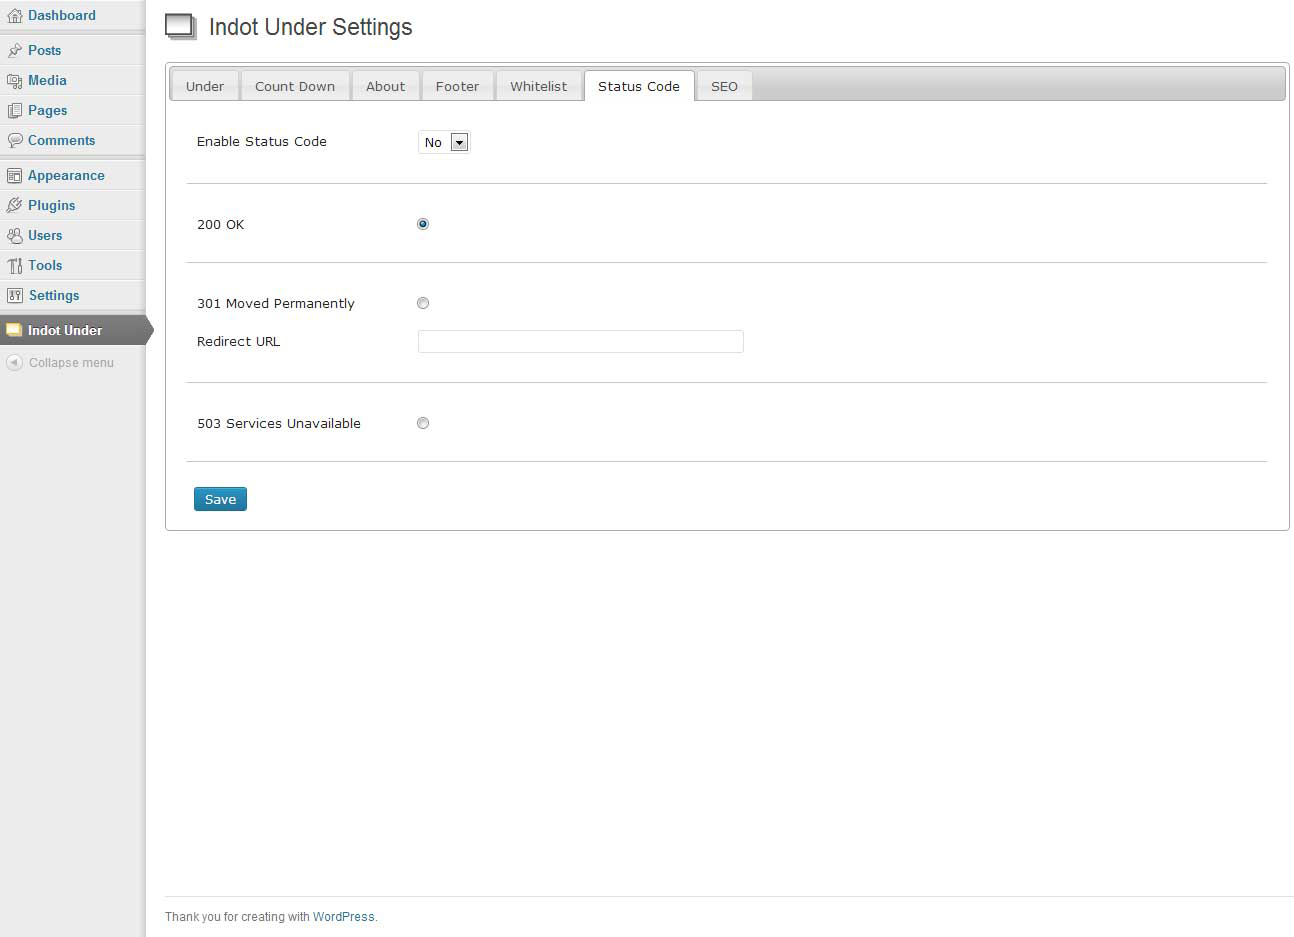 Dashboard
Posts
Media
Pages
Comments
Appearance
Plugins
Users
Tools
Settings
Indot Under
Collapse menu
Indot Under Settings
Under Count Down About Footer Whitelist Status Code SEO
Enable Status Code No
200 OK
301 Moved Permanently
Redirect URL
503 Services Unavailable
Save
Thank you for creating with WordPress.